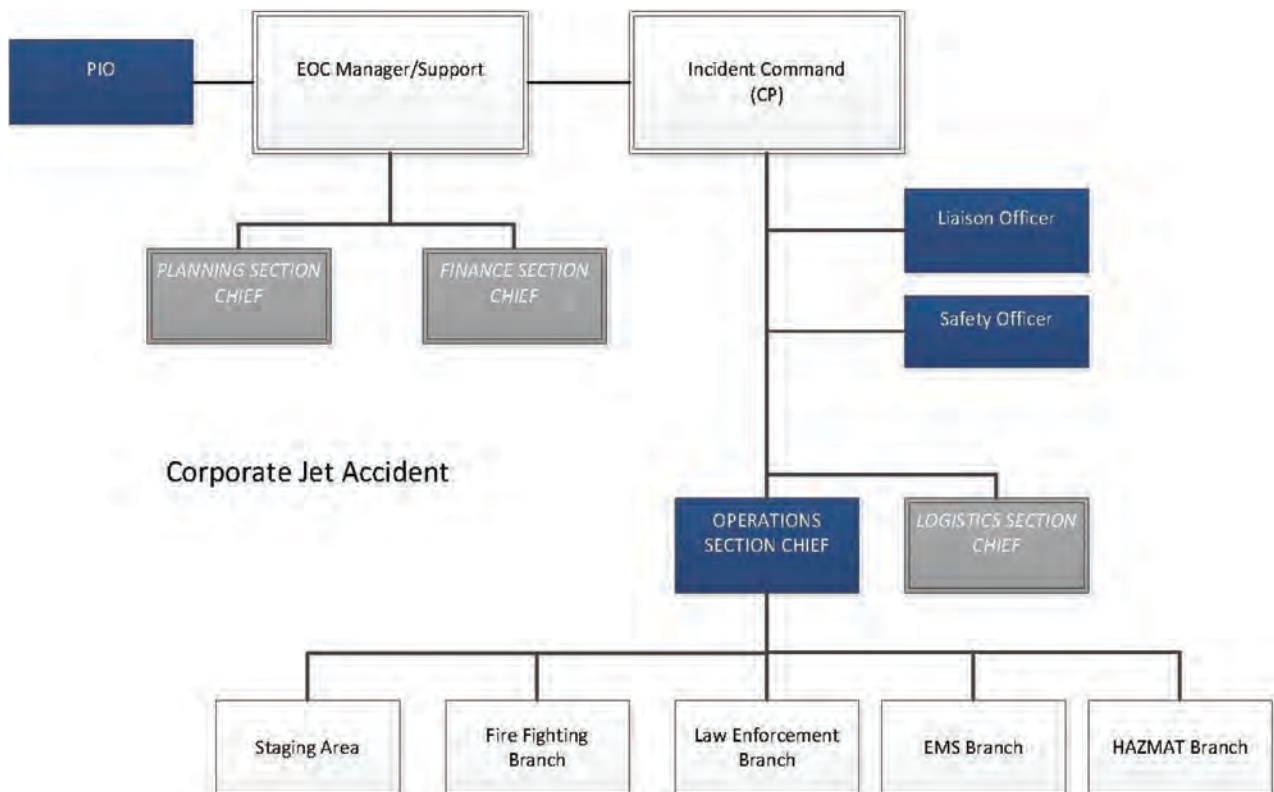 PIO
EOC Manager/Support
Incident Command
(CP)
Liaison Officer
PLANNING SECTION
CHIEF
FINANCE SECTION
CHIEF
Safety Officer
Corporate Jet Accident
OPERATIONS
SECTION CHIEF
LOGISTICS SECTION
CHIEF
Staging Area
Fire Fighting
Branch
Law Enforcement
Branch
EMS Branch
HAZMAT Branch